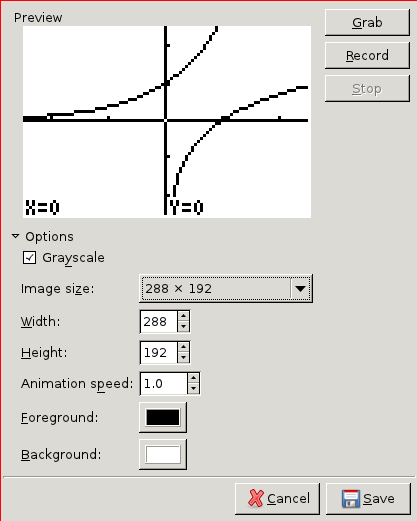 Preview
Grab
Record
Stop
X=0 Y=0
Options
Grayscale
Image size: 288 × 192
Width: 288
Height: 192
Animation speed: 1.0
Foreground:
Background:
Cancel Save